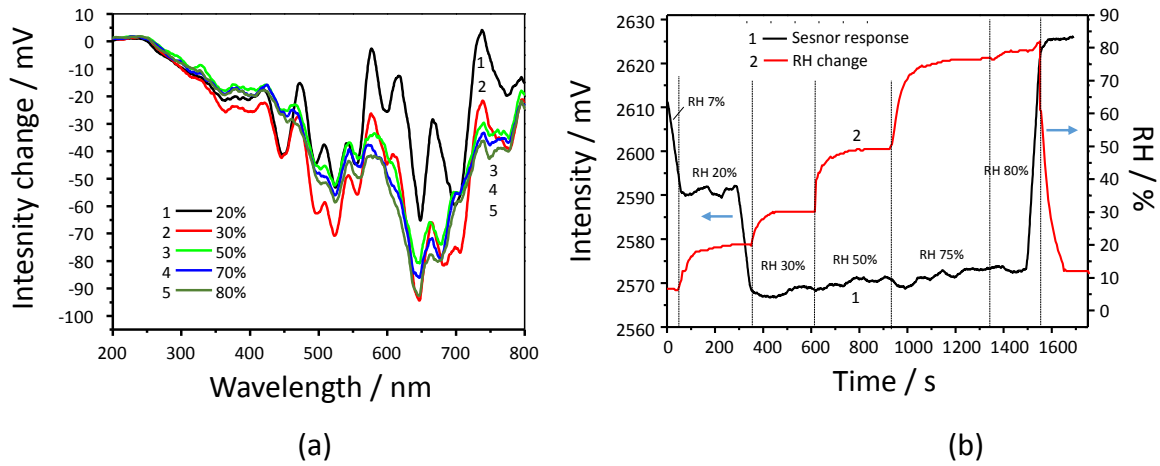 10
0
-10
-20
-30
-40
-50
-60
-70
-80
-90
-100
Intesnity change / mV
200 300 400 500 600 700 800
Wavelength / nm
1
2
3
4
5
1 20%
2 30%
3 50%
4 70%
5 80%
(a)
2630
2620
2610
2600
2590
2580
2570
2560
Intensity / mV
0 200 400 600 800 1000 1200 1400 1600
Time / s
90
80
70
60
50
40
30
20
10
0
RH / %
1 Sesnor response
2 RH change
RH 7%
RH 20%
RH 30%
RH 50%
RH 75%
RH 80%
2
1
(b)